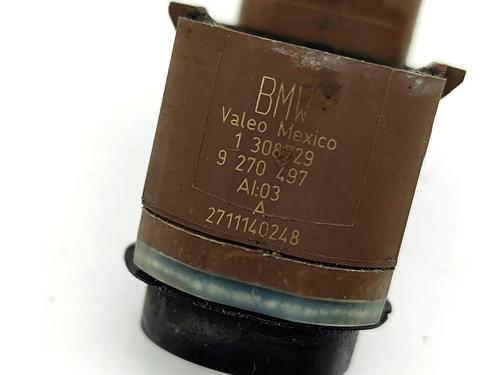 BMW
Valeo Mexico
1 308729
9 270 497
AI:03
A
2711140248